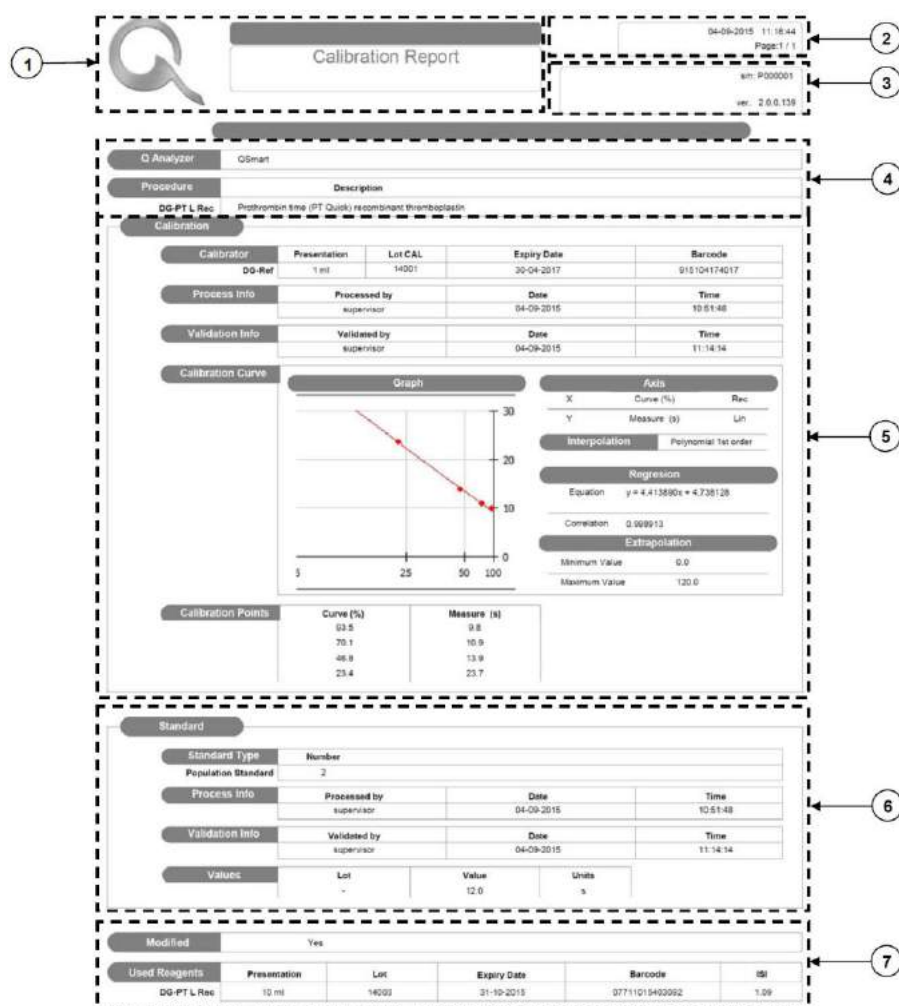 1
Calibration Report
04-09-2015 11:16:44
Page:1 / 1
2
s/n: P000001
ver.: 2.0.0.139
3
Q Analyzer QSmart
Procedure Description
DG-PT L Rec Prothrombin time (PT Quick) recombinant thromboplastin
4
Calibration
Calibrator Presentation Lot CAL Expiry Date Barcode
DG-Ref 1 ml 14001 30-04-2017 915104174017
Process Info Processed by Date Time
supervisor 04-09-2015 10:51:48
Validation Info Validated by Date Time
supervisor 04-09-2015 11:14:14
Calibration Curve Graph Axis
X Curve (%) Rec
Y Measure (s) Lin
Interpolation Polynomial 1st order
Regresion
Equation y = 4.413890x + 4.738128
Correlation 0.998913
Extrapolation
Minimum Value 0.0
Maximum Value 120.0
30
20
10
0
5 25 50 100
5
Calibration Points Curve (%) Measure (s)
93.5 9.8
70.1 10.9
46.8 13.9
23.4 23.7
Standard
Standard Type Number
Population Standard 2
Process Info Processed by Date Time
supervisor 04-09-2015 10:51:48
Validation Info Validated by Date Time
supervisor 04-09-2015 11:14:14
Values Lot Value Units
- 12.0 s
6
Modified Yes
Used Reagents Presentation Lot Expiry Date Barcode ISI
DG-PT L Rec 10 ml 14003 31-10-2015 07711015403092 1.09
7